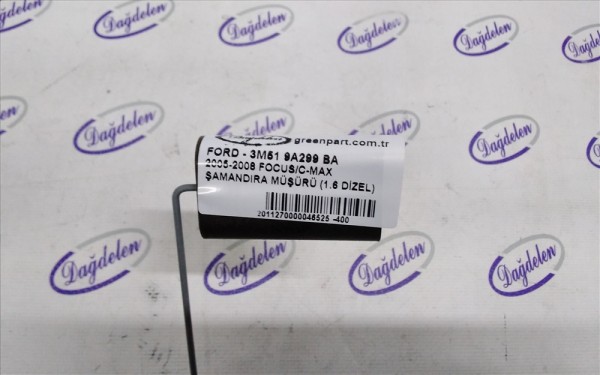 Dağdelen
Dağdelen
Dağdelen
Dağdelen
Dağdelen
Dağdelen
greenpart.com.tr
FORD - 3M51 9A299 BA
2005-2008 FOCUS/C-MAX
ŞAMANDIRA MÜŞÜRÜ (1.6 DİZEL)
2011270000046525 -400
Dağdelen
Dağdelen
Dağdelen
Dağdelen